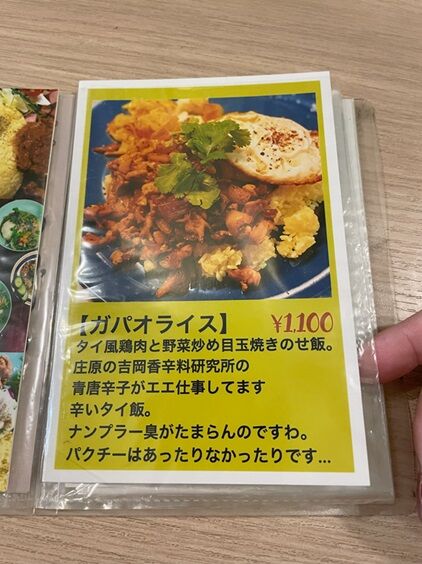 【ガパオライス】 ¥1,100
タイ風鶏肉と野菜炒め目玉焼きのせ飯。
庄原の吉岡香辛料研究所の
青唐辛子がエエ仕事してます
辛いタイ飯。
ナンプラー臭がたまらんのですわ。
パクチーはあったりなかったりです...